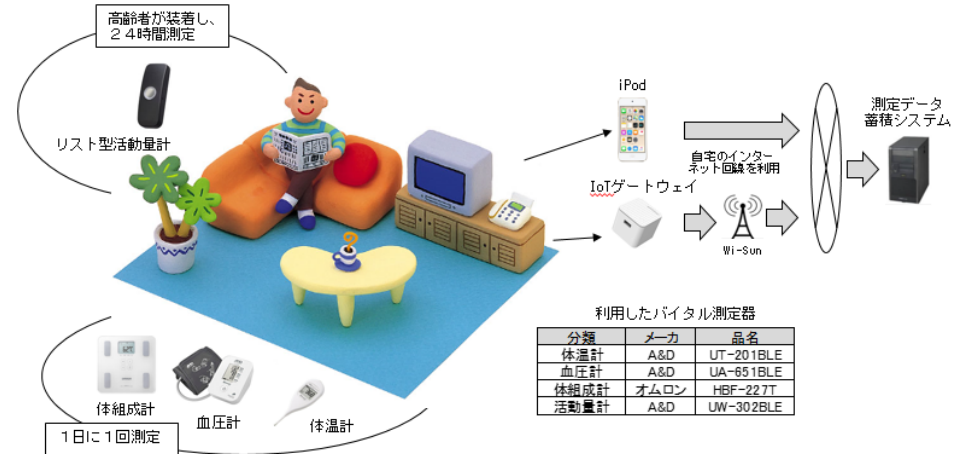 高齢者が装着し、
２４時間測定
リスト型活動量計
iPod
自宅のインター
ネット回線を利用
測定データ
蓄積システム
IoTゲートウェイ
Wi-Sun
利用したバイタル測定器
分類 メーカ 品名
体温計 A&D UT-201BLE
血圧計 A&D UA-651BLE
体組成計 オムロン HBF-227T
活動量計 A&D UW-302BLE
体組成計
血圧計
体温計
１日に１回測定